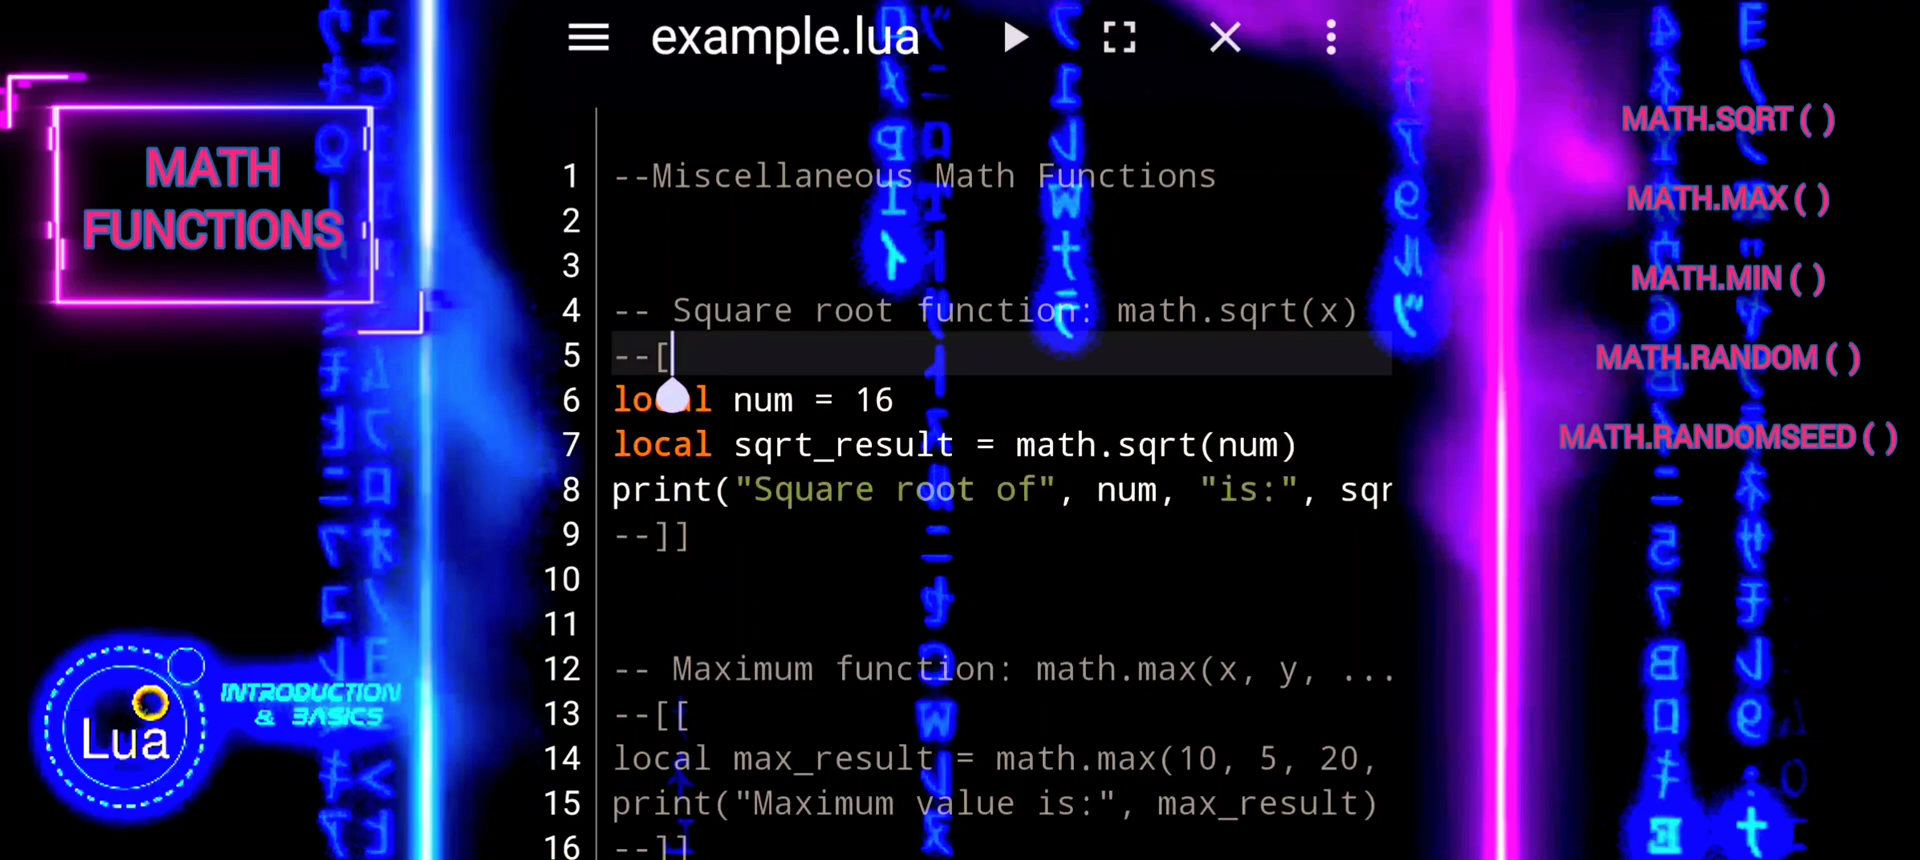 MATH
FUNCTIONS
Lua
INTRODUCTION
& BASICS
example.lua
1 --Miscellaneous Math Functions
2
3
4 -- Square root function: math.sqrt(x)
5 --[
6 local num = 16
7 local sqrt_result = math.sqrt(num)
8 print("Square root of", num, "is:", sqr
9 --]]
10
11
12 -- Maximum function: math.max(x, y, ...
13 --[[
14 local max_result = math.max(10, 5, 20,
15 print("Maximum value is:", max_result)
16 --]]
MATH.SQRT ( )
MATH.MAX ( )
MATH.MIN ( )
MATH.RANDOM ( )
MATH.RANDOMSEED ( )